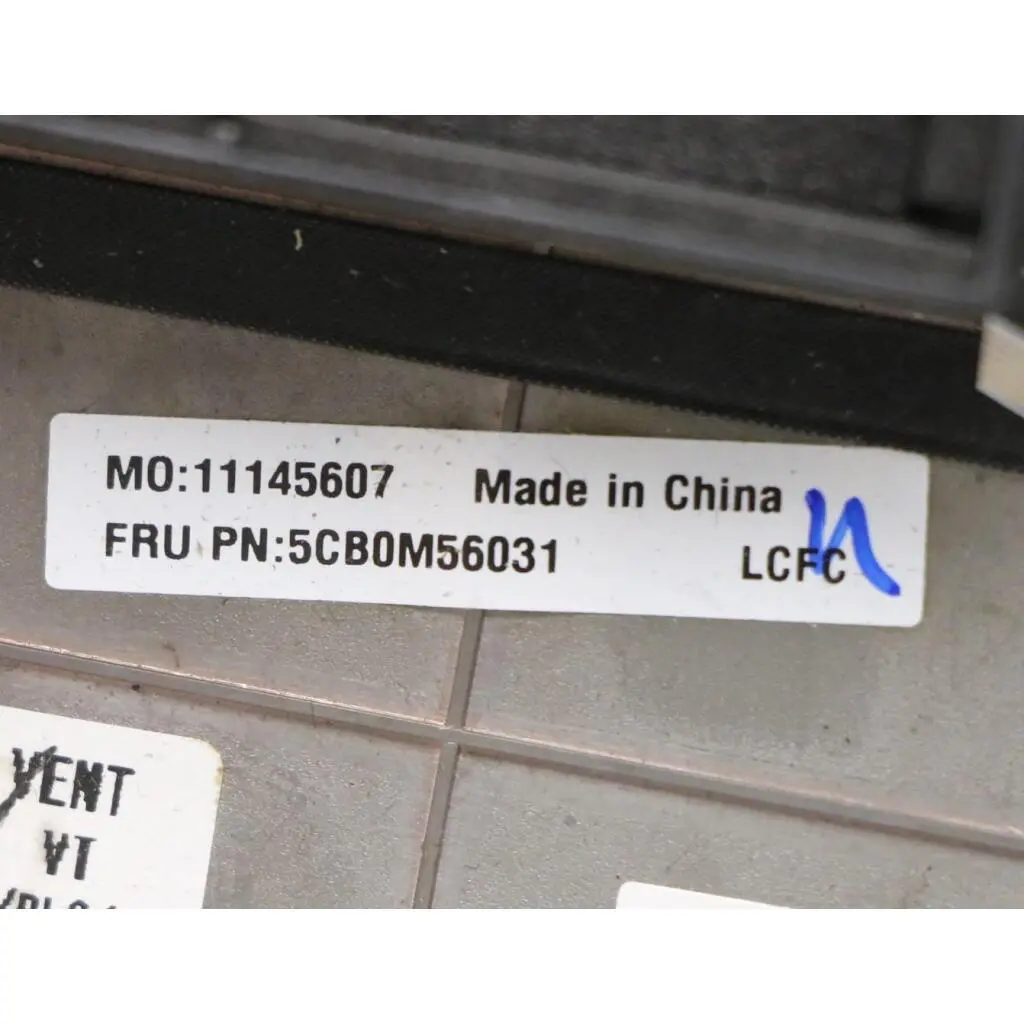 MO:11145607 Made in China
FRU PN:5CB0M56031 LCFC
VENT
VT